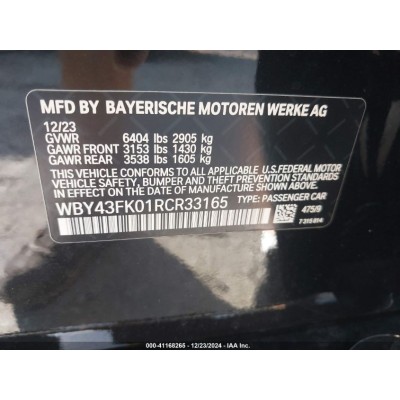 MFD BY BAYERISCHE MOTOREN WERKE AG
12/23
GVWR 6404 lbs 2905 kg
GAWR FRONT 3153 lbs 1430 kg
GAWR REAR 3538 lbs 1605 kg
THIS VEHICLE CONFORMS TO ALL APPLICABLE U.S.FEDERAL MOTOR
VEHICLE SAFETY, BUMPER, AND THEFT PREVENTION STANDARDS IN
EFFECT ON THE DATE OF MANUFACTURE SHOWN ABOVE.
WBY43FK01RCR33165 TYPE: PASSENGER CAR
475/9
7315614
000-41168265 - 12/23/2024 - IAA Inc.